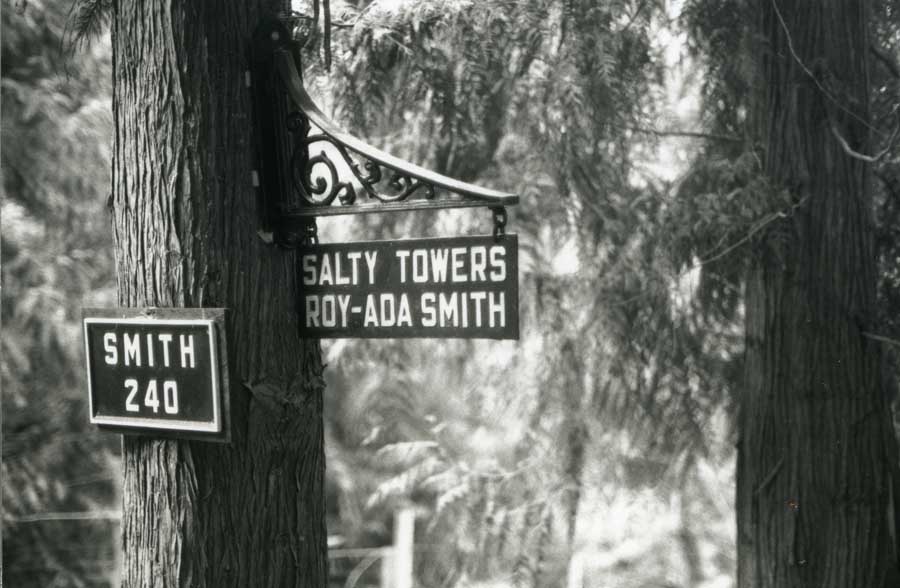 SALTY TOWERS
ROY-ADA SMITH
SMITH
240